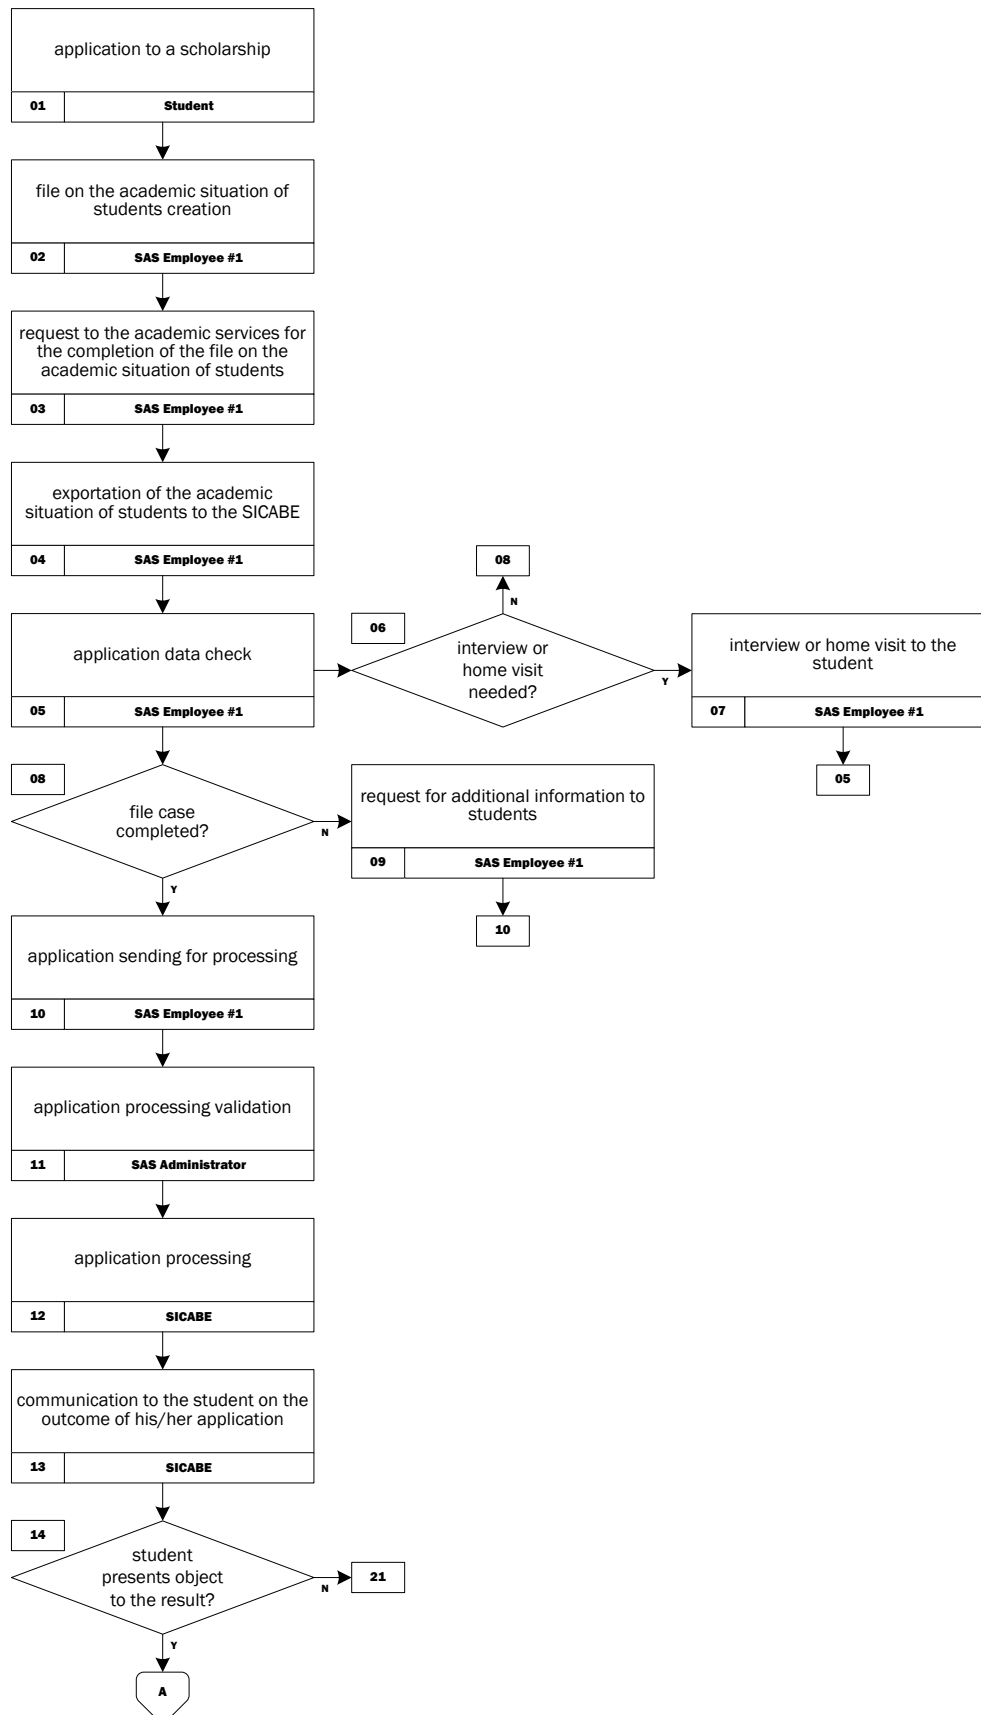 application to a scholarship
01
Student
file on the academic situation of
students creation
02
SAS Employee #1
request to the academic services for
the completion of the file on the
academic situation of students
03
SAS Employee #1
exportation of the academic
situation of students to the SICABE
04
SAS Employee #1
application data check
05
SAS Employee #1
08
N
06
interview or
home visit
needed?
Y
interview or home visit to the
student
07
SAS Employee #1
05
08
file case
completed?
N
Y
request for additional information to
students
09
SAS Employee #1
10
application sending for processing
10
SAS Employee #1
application processing validation
11
SAS Administrator
application processing
12
SICABE
communication to the student on the
outcome of his/her application
13
SICABE
14
student
presents object
to the result?
N
21
Y
A